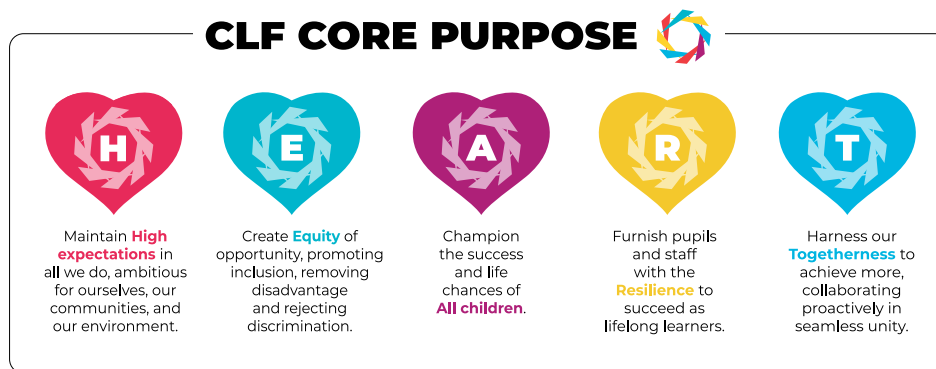 CLF CORE PURPOSE
H
Maintain High
expectations in
all we do, ambitious
for ourselves, our
communities, and
our environment.
E
Create Equity of
opportunity, promoting
inclusion, removing
disadvantage
and rejecting
discrimination.
A
Champion
the success
and life
chances of
All children.
R
Furnish pupils
and staff
with the
Resilience to
succeed as
lifelong learners.
T
Harness our
Togetherness to
achieve more,
collaborating
proactively in
seamless unity.